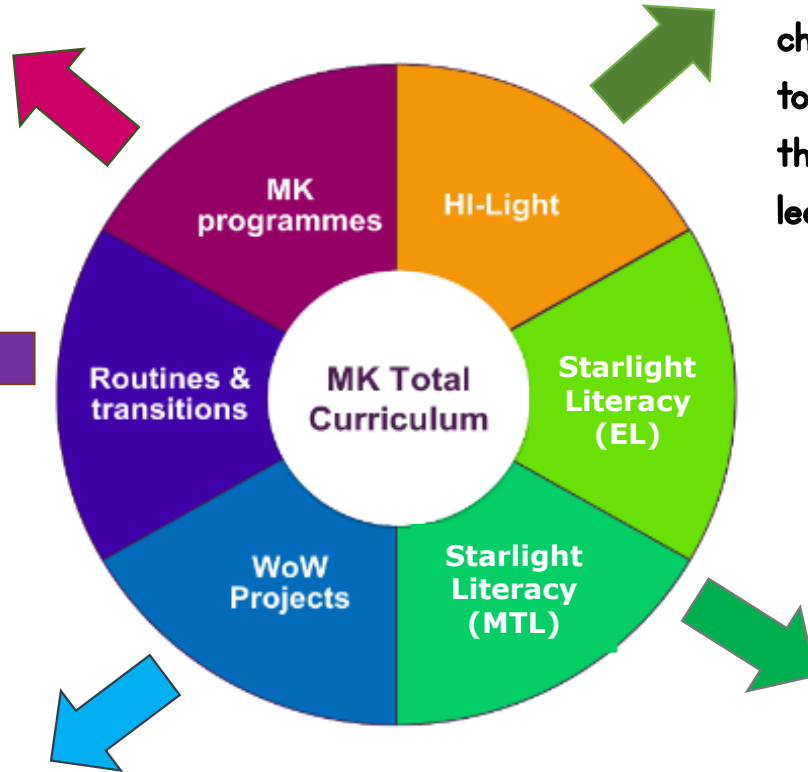 MK
programmes
HI-Light
Starlight
Literacy
(EL)
Starlight
Literacy
(MTL)
WoW
Projects
Routines &
transitions
MK Total
Curriculum